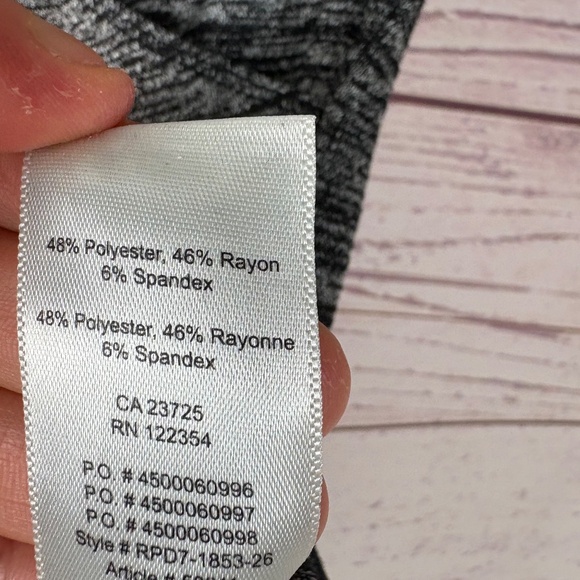 48% Polyester, 46% Rayon
6% Spandex
48% Polyester, 46% Rayonne
6% Spandex
CA 23725
RN 122354
P.O. # 4500060996
P.O. # 4500060997
P.O. # 4500060998
Style # RPD7-1853-26
Article #